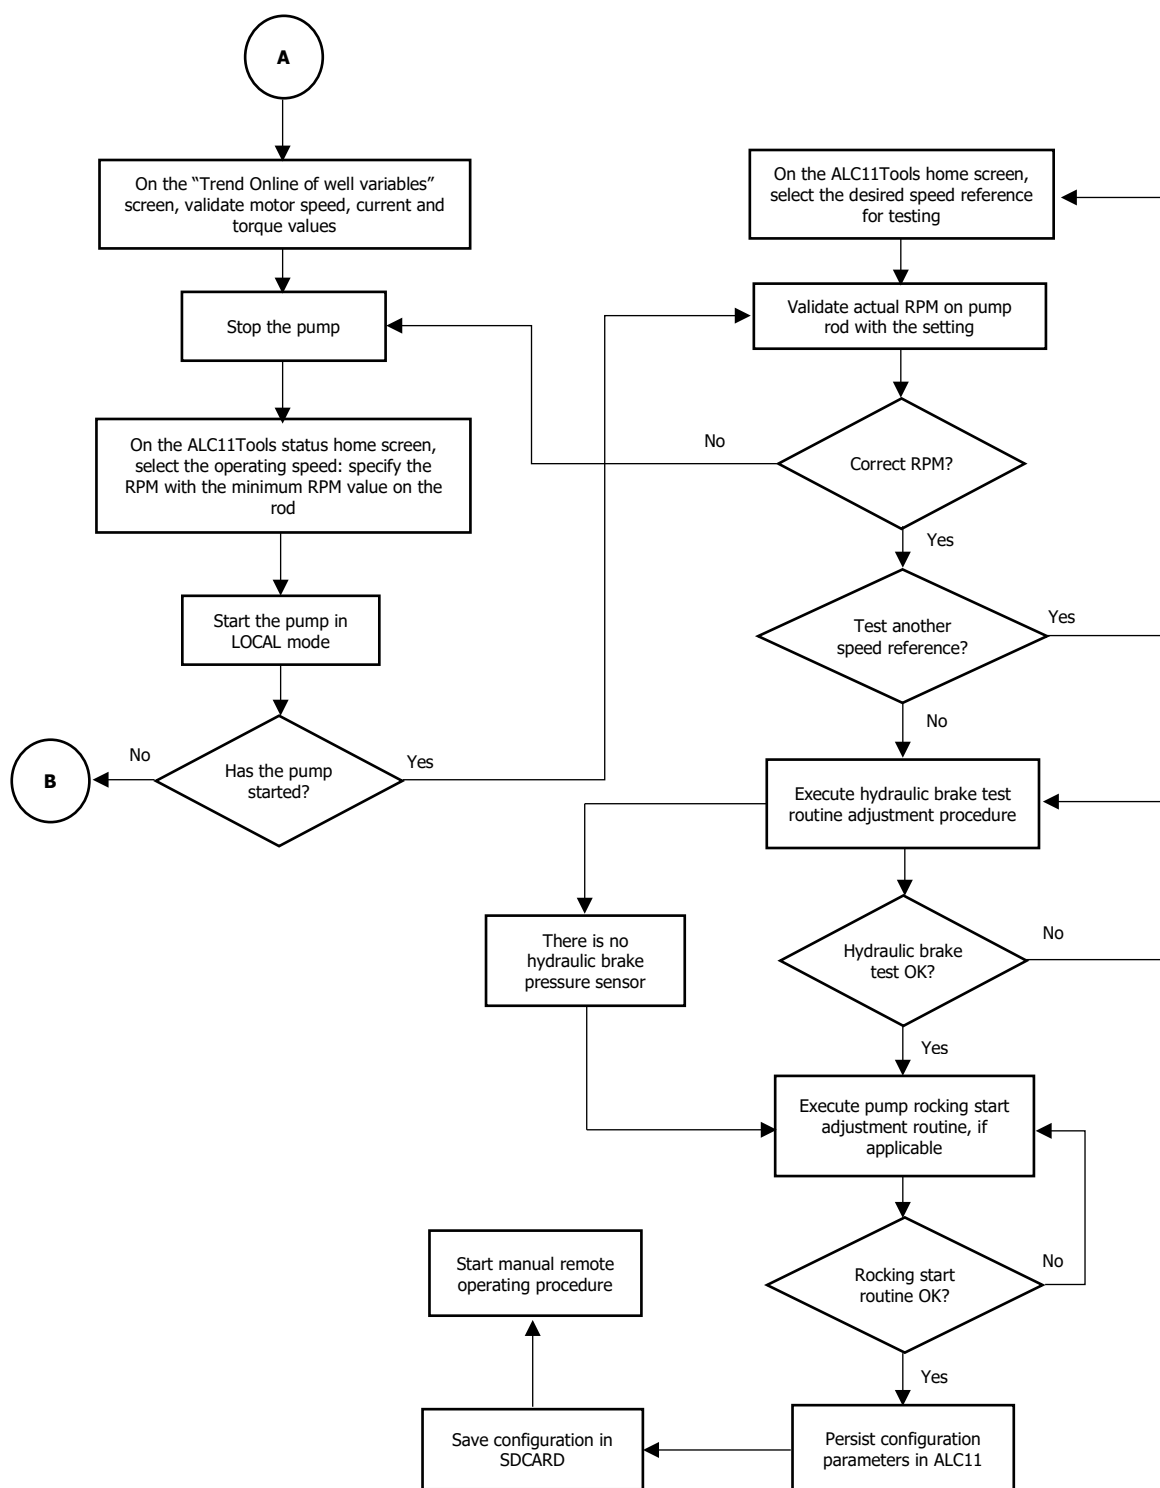 A
On the “Trend Online of well variables”
screen, validate motor speed, current and
torque values
Stop the pump
On the ALC11Tools status home screen,
select the operating speed: specify the
RPM with the minimum RPM value on the
rod
Start the pump in
LOCAL mode
Has the pump
started?
No
Yes
B
On the ALC11Tools home screen,
select the desired speed reference
for testing
Validate actual RPM on pump
rod with the setting
Correct RPM?
No
Yes
Test another
speed reference?
Yes
No
Execute hydraulic brake test
routine adjustment procedure
There is no
hydraulic brake
pressure sensor
Hydraulic brake
test OK?
No
Yes
Execute pump rocking start
adjustment routine, if
applicable
Rocking start
routine OK?
No
Yes
Persist configuration
parameters in ALC11
Save configuration in
SDCARD
Start manual remote
operating procedure